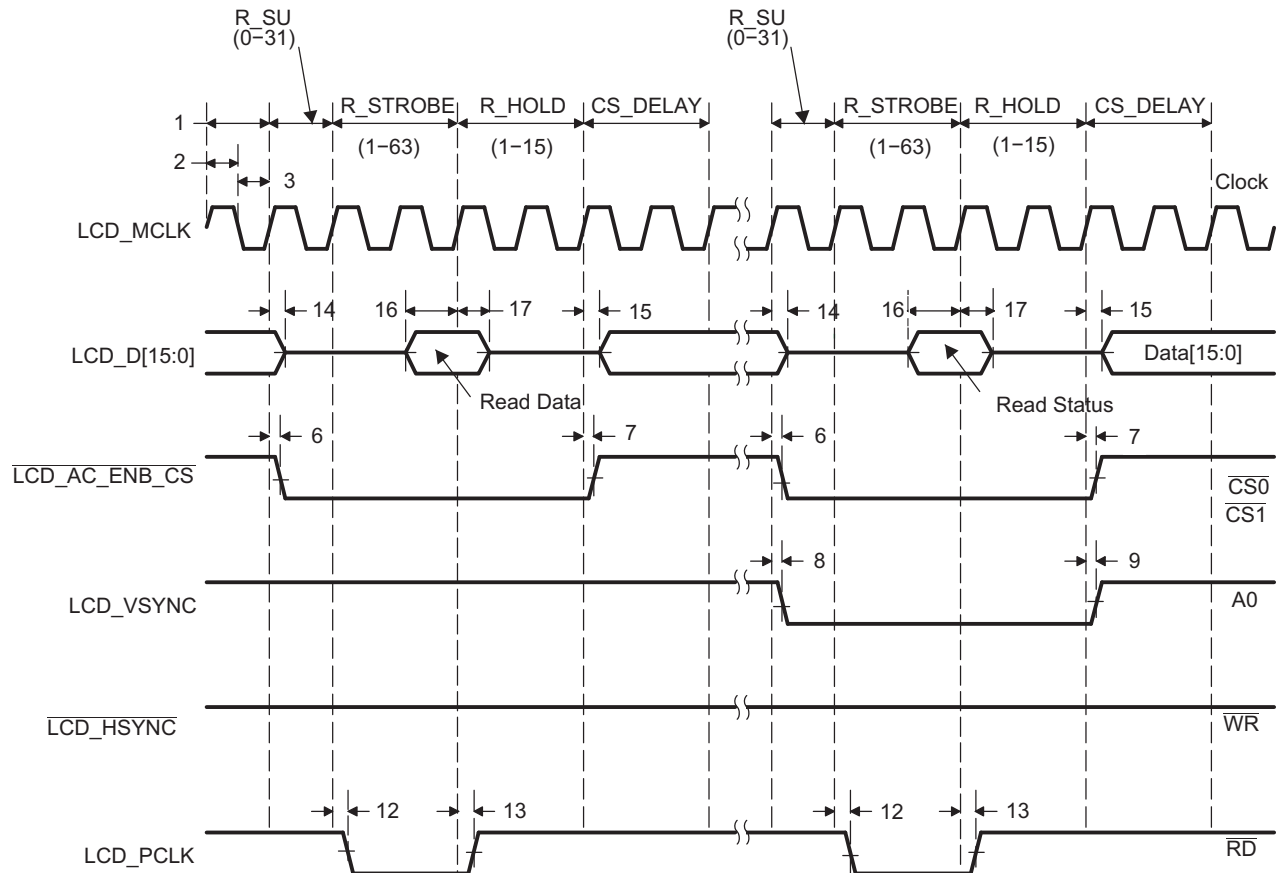 R_SU
(0−31)
R_SU
(0−31)
R_STROBE R_HOLD CS_DELAY R_STROBE R_HOLD CS_DELAY
1
(1−63) (1−15) (1−63) (1−15)
2
3 Clock
LCD_MCLK
14 16 17 15 14 16 17 15
LCD_D[15:0] Data[15:0]
Read Data Read Status
6 7 6 7
LCD_AC_ENB_CS CS0
CS1
8 9
LCD_VSYNC A0
LCD_HSYNC WR
12 13 12 13
LCD_PCLK RD